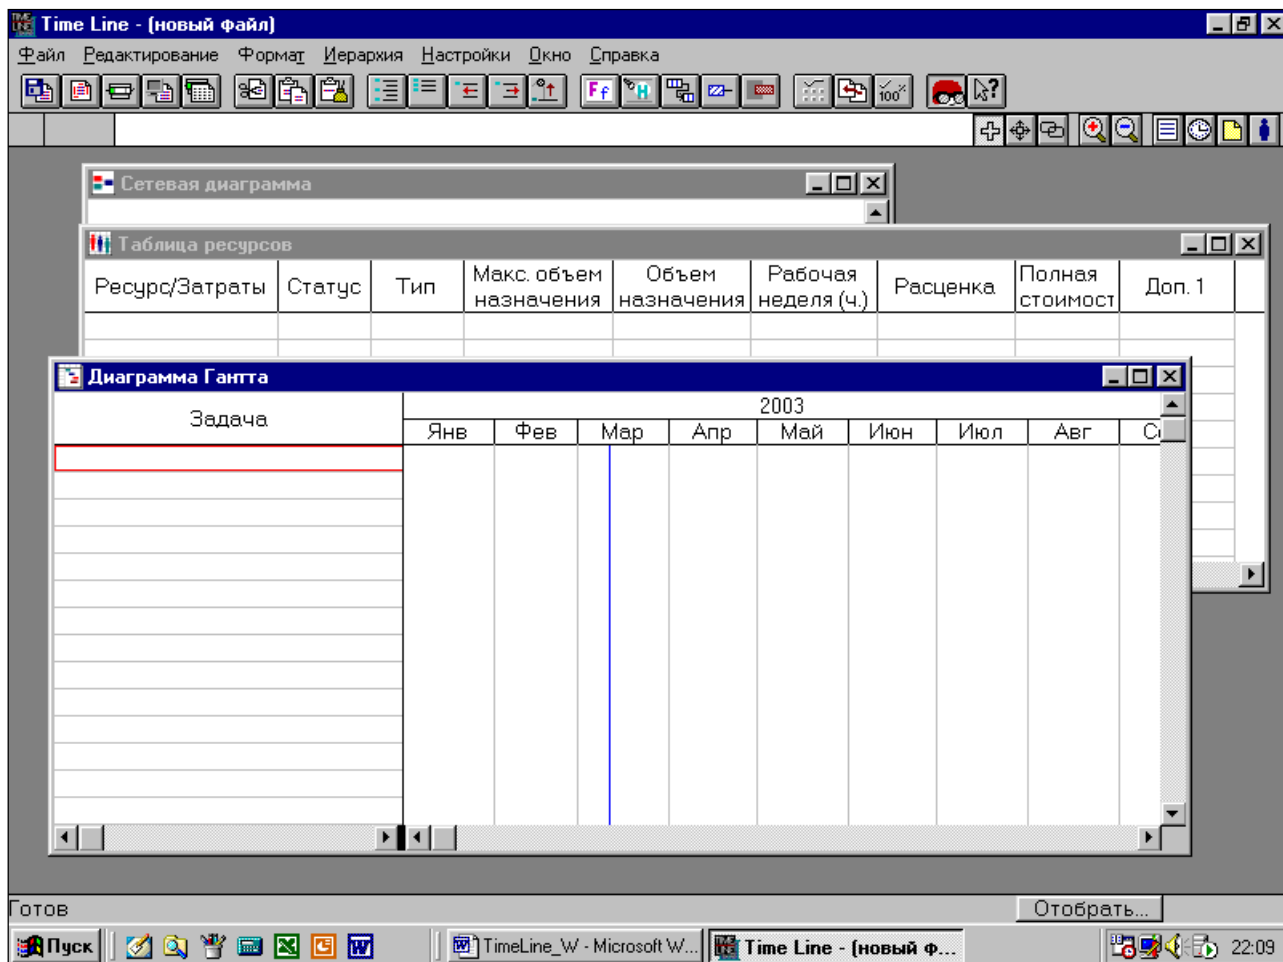 Time Line - (новый файл)
Файл Редактирование Формат Иерархия Настройки Окно Справка
Сетевая диаграмма
Таблица ресурсов
Ресурс/Затраты Статус Тип Макс. объем назначения Объем назначения Рабочая неделя (ч.) Расценка Полная стоимост Доп. 1
Диаграмма Гантта
Задача
2003
Янв Фев Мар Апр Май Июн Июл Авг
Готов
Отобрать...
Пуск
TimeLine_W - Microsoft W...
Time Line - (новый ф...
22:09